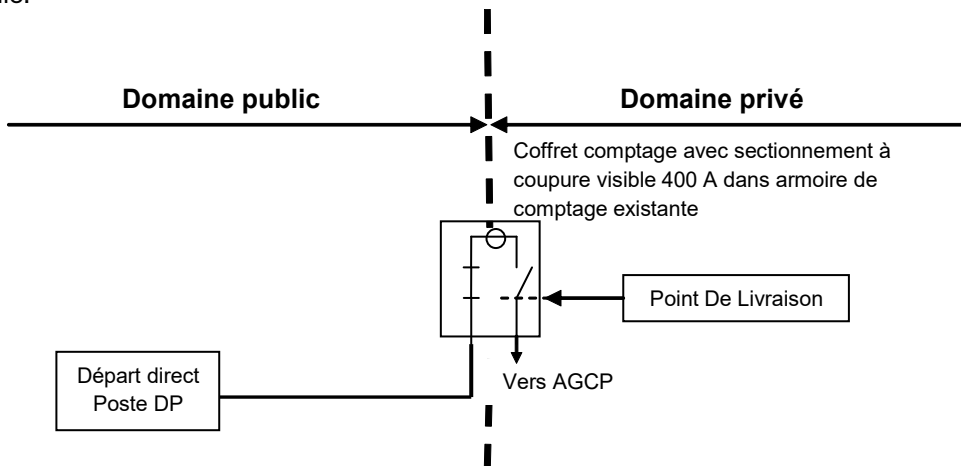 Domaine public
Domaine privé
Coffret comptage avec sectionnement à
coupure visible 400 A dans armoire de
comptage existante
Point De Livraison
Départ direct
Poste DP
Vers AGCP